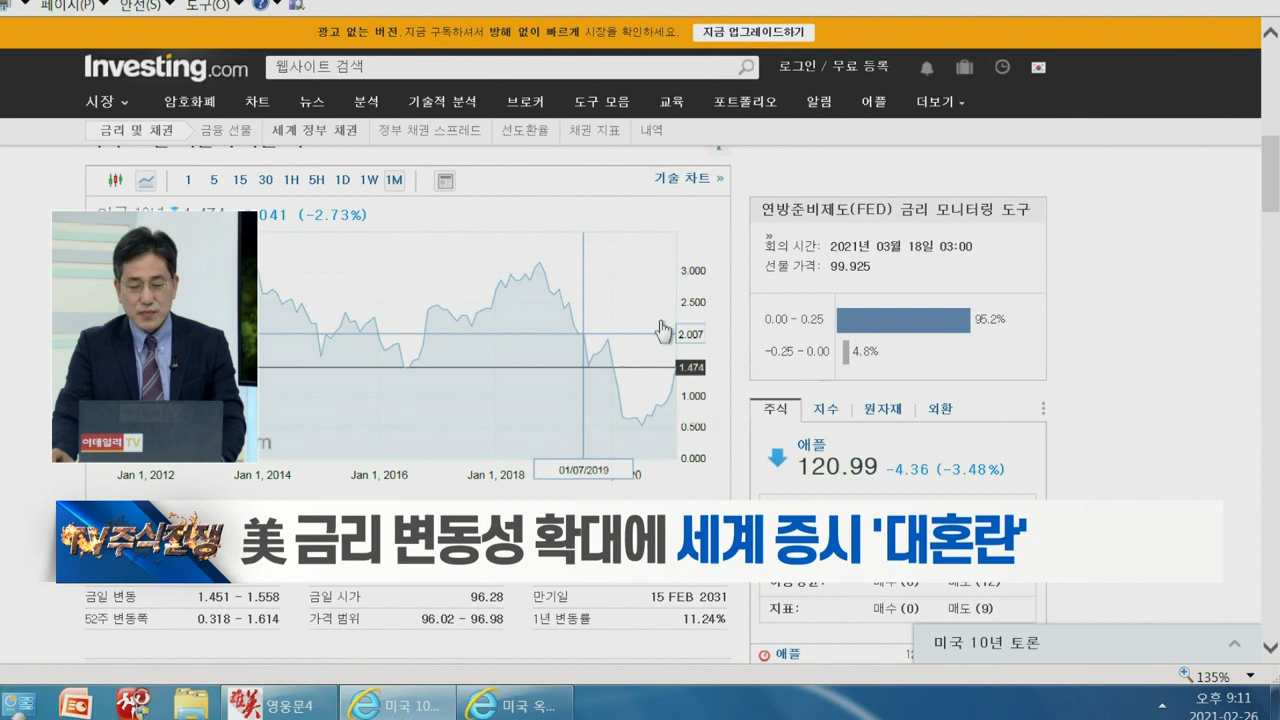 페이지(P) 안전(S) 도구(O)
광고 없는 버전. 지금 구독하셔서 방해 없이 빠르게 시장을 확인하세요. 지금 업그레이드하기
Investing.com 웹사이트 검색 로그인 / 무료 등록
시장 암호화폐 차트 뉴스 분석 기술적 분석 브로커 도구 모음 교육 포트폴리오 알림 어플 더보기
금리 및 채권 금융 선물 세계 정부 채권 정부 채권 스프레드 선도환율 채권 지표 내역
1 5 15 30 1H 5H 1D 1W 1M 기술 차트 »
041 (-2.73%)
3.000
2.500
2.007
1.474
1.000
0.500
0.000
Jan 1, 2012 Jan 1, 2014 Jan 1, 2016 Jan 1, 2018 01/07/2019 20
이데일리 TV
연방준비제도(FED) 금리 모니터링 도구
»
회의 시간: 2021년 03월 18일 03:00
선물 가격: 99.925
0.00 - 0.25 95.2%
-0.25 - 0.00 4.8%
주식 지수 원자재 외환
애플
120.99 -4.36 (-3.48%)
TV주식전쟁 美 금리 변동성 확대에 세계 증시 '대혼란'
금일 변동 1.451 - 1.558 금일 시가 96.28 만기일 15 FEB 2031
52주 변동폭 0.318 - 1.614 가격 범위 96.02 - 96.98 1년 변동률 11.24%
지표: 매수 (0) 매도 (9)
애플
미국 10년 토론
135%
영웅문4 미국 10... 미국 옥...
오후 9:11
2021-02-26